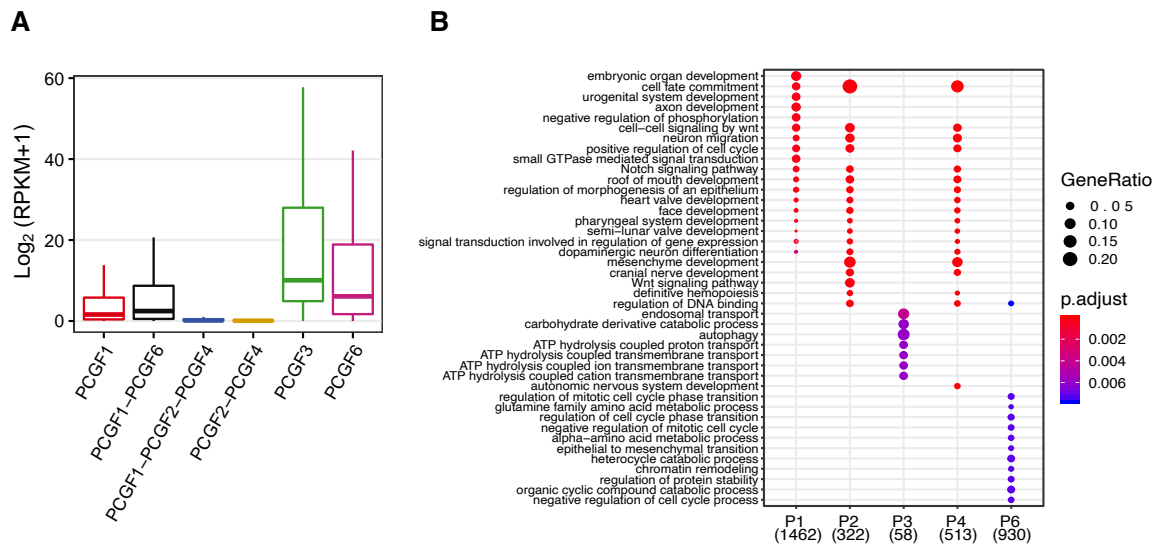 A
B
60
40
20
0
Log₂ (RPKM+1)
PCGF1
PCGF1−PCGF6
PCGF1−PCGF2−PCGF4
PCGF2−PCGF4
PCGF3
PCGF6
embryonic organ development
cell fate commitment
urogenital system development
axon development
negative regulation of phosphorylation
cell−cell signaling by wnt
neuron migration
positive regulation of cell cycle
small GTPase mediated signal transduction
Notch signaling pathway
roof of mouth development
regulation of morphogenesis of an epithelium
heart valve development
face development
pharyngeal system development
semi−lunar valve development
signal transduction involved in regulation of gene expression
dopaminergic neuron differentiation
mesenchyme development
cranial nerve development
Wnt signaling pathway
definitive hemopoiesis
regulation of DNA binding
endosomal transport
carbohydrate derivative catabolic process
autophagy
ATP hydrolysis coupled proton transport
ATP hydrolysis coupled transmembrane transport
ATP hydrolysis coupled ion transmembrane transport
ATP hydrolysis coupled cation transmembrane transport
autonomic nervous system development
regulation of mitotic cell cycle phase transition
glutamine family amino acid metabolic process
regulation of cell cycle phase transition
negative regulation of mitotic cell cycle
alpha−amino acid metabolic process
epithelial to mesenchymal transition
heterocycle catabolic process
chromatin remodeling
regulation of protein stability
organic cyclic compound catabolic process
negative regulation of cell cycle process
P1 P2 P3 P4 P6
(1462) (322) (58) (513) (930)
GeneRatio
0.05
0.10
0.15
0.20
p.adjust
0.002
0.004
0.006